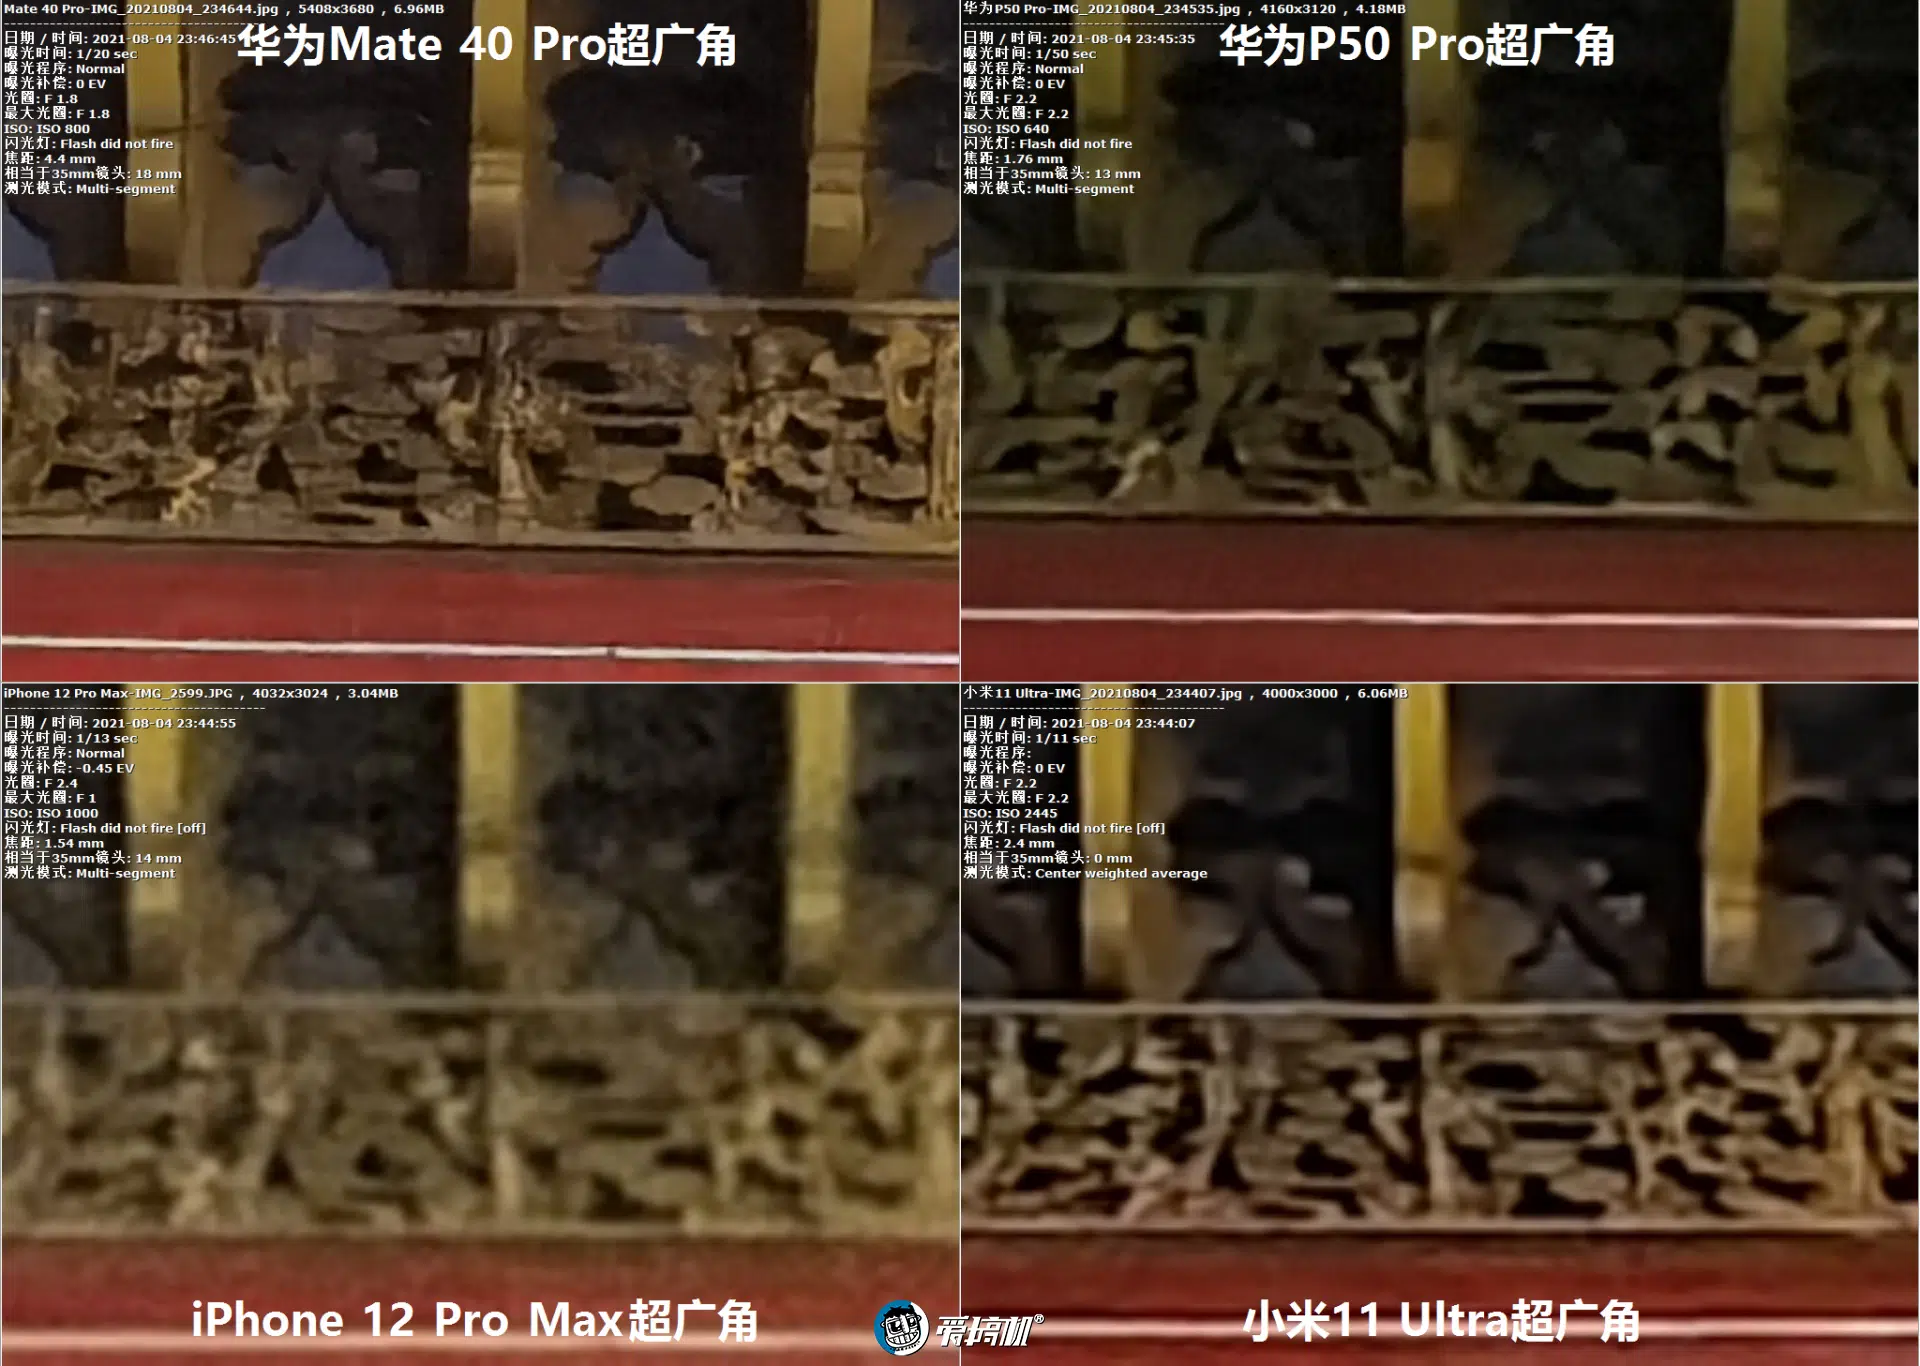 Mate 40 Pro-IMG_20210804_234644.jpg , 5408x3680 , 6.96MB
日期 / 时间: 2021-08-04 23:46:45
曝光时间: 1/20 sec
曝光程序: Normal
曝光补偿: 0 EV
光圈: F 1.8
最大光圈: F 1.8
ISO: ISO 800
闪光灯: Flash did not fire
焦距: 4.4 mm
相当于35mm镜头: 18 mm
测光模式: Multi-segment
华为Mate 40 Pro超广角
华为P50 Pro-IMG_20210804_234535.jpg , 4160x3120 , 4.18MB
日期 / 时间: 2021-08-04 23:45:35
曝光时间: 1/50 sec
曝光程序: Normal
曝光补偿: 0 EV
光圈: F 2.2
最大光圈: F 2.2
ISO: ISO 640
闪光灯: Flash did not fire
焦距: 1.76 mm
相当于35mm镜头: 13 mm
测光模式: Multi-segment
华为P50 Pro超广角
iPhone 12 Pro Max-IMG_2599.JPG , 4032x3024 , 3.04MB
日期 / 时间: 2021-08-04 23:44:55
曝光时间: 1/13 sec
曝光程序: Normal
曝光补偿: -0.45 EV
光圈: F 2.4
最大光圈: F 1
ISO: ISO 1000
闪光灯: Flash did not fire [off]
焦距: 1.54 mm
相当于35mm镜头: 14 mm
测光模式: Multi-segment
iPhone 12 Pro Max超广角
小米11 Ultra-IMG_20210804_234407.jpg , 4000x3000 , 6.06MB
日期 / 时间: 2021-08-04 23:44:07
曝光时间: 1/11 sec
曝光程序:
曝光补偿: 0 EV
光圈: F 2.2
最大光圈: F 2.2
ISO: ISO 2445
闪光灯: Flash did not fire [off]
焦距: 2.4 mm
相当于35mm镜头: 0 mm
测光模式: Center weighted average
小米11 Ultra超广角
爱搞机®